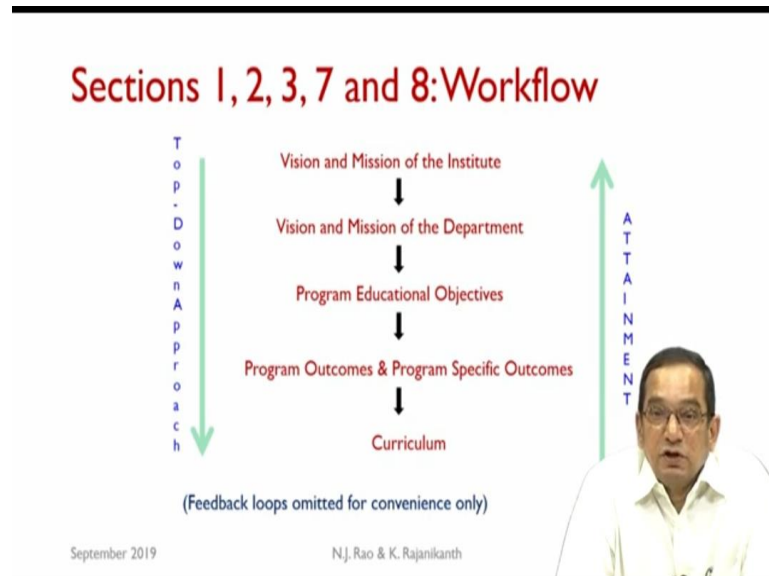 Sections 1, 2, 3, 7 and 8: Workflow
Top-Down Approach
Vision and Mission of the Institute
Vision and Mission of the Department
Program Educational Objectives
Program Outcomes & Program Specific Outcomes
Curriculum
ATTAINMENT
(Feedback loops omitted for convenience only)
September 2019
N.J. Rao & K. Rajanikanth